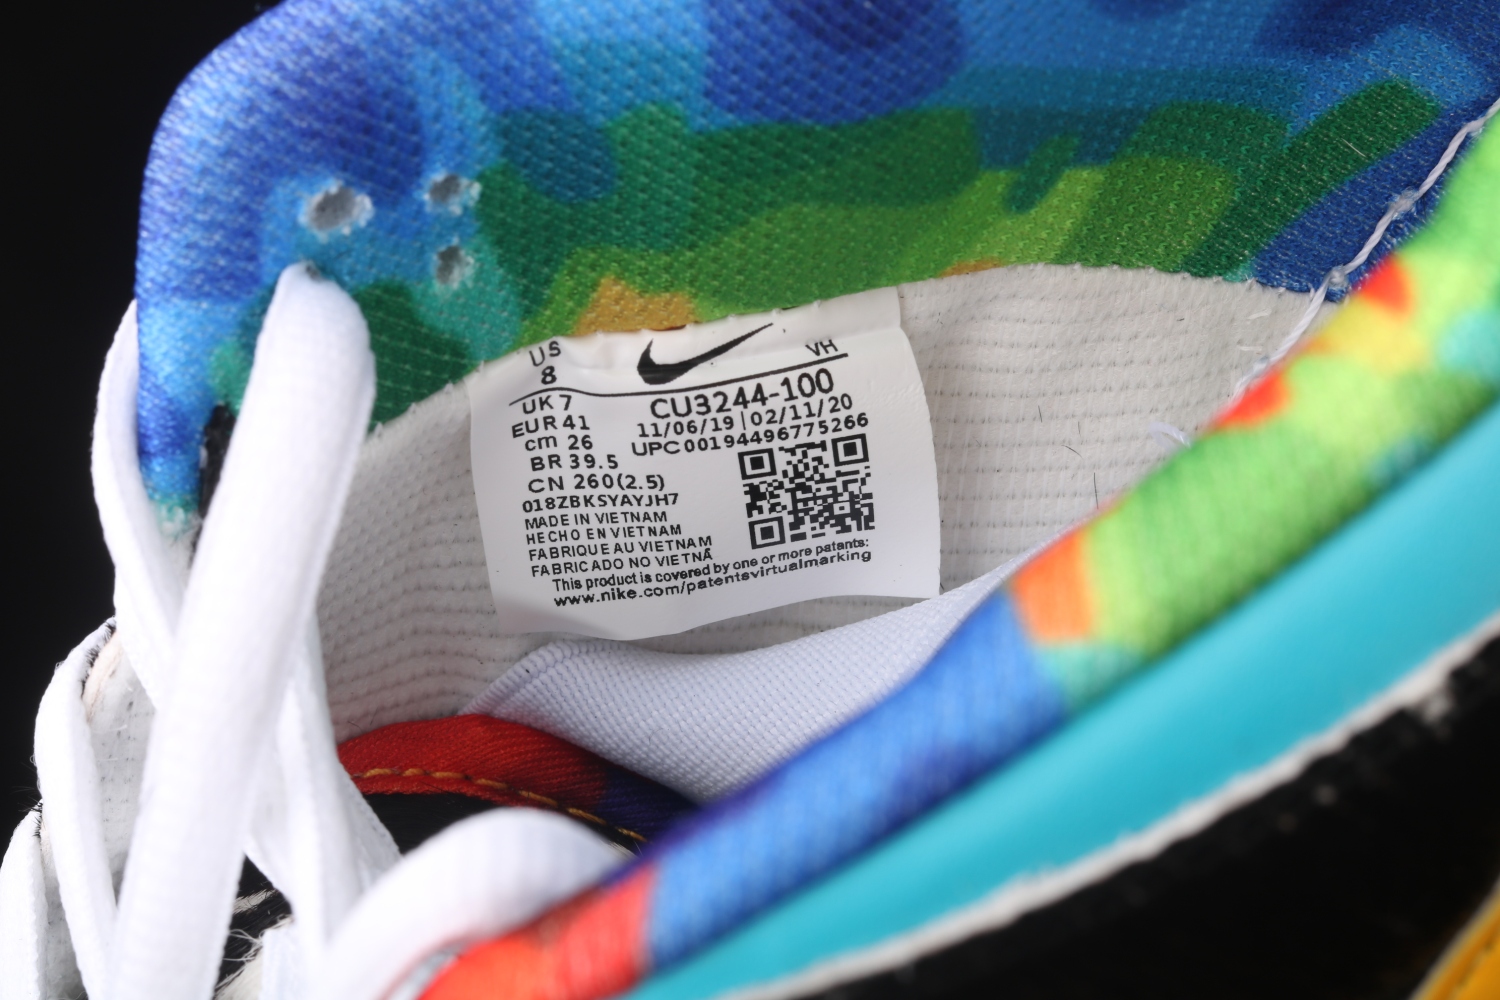 US
8
VH
UK 7
EUR 41
cm 26
BR 39.5
CN 260(2.5)
CU3244-100
11/06/19 | 02/11/20
UPC00194496775266
018ZBKSYAYJH7
MADE IN VIETNAM
HECHO EN VIETNAM
FABRIQUE AU VIETNAM
FABRICADO NO VIETNÃ
This product is covered by one or more patents:
www.nike.com/patentsvirtualmarking